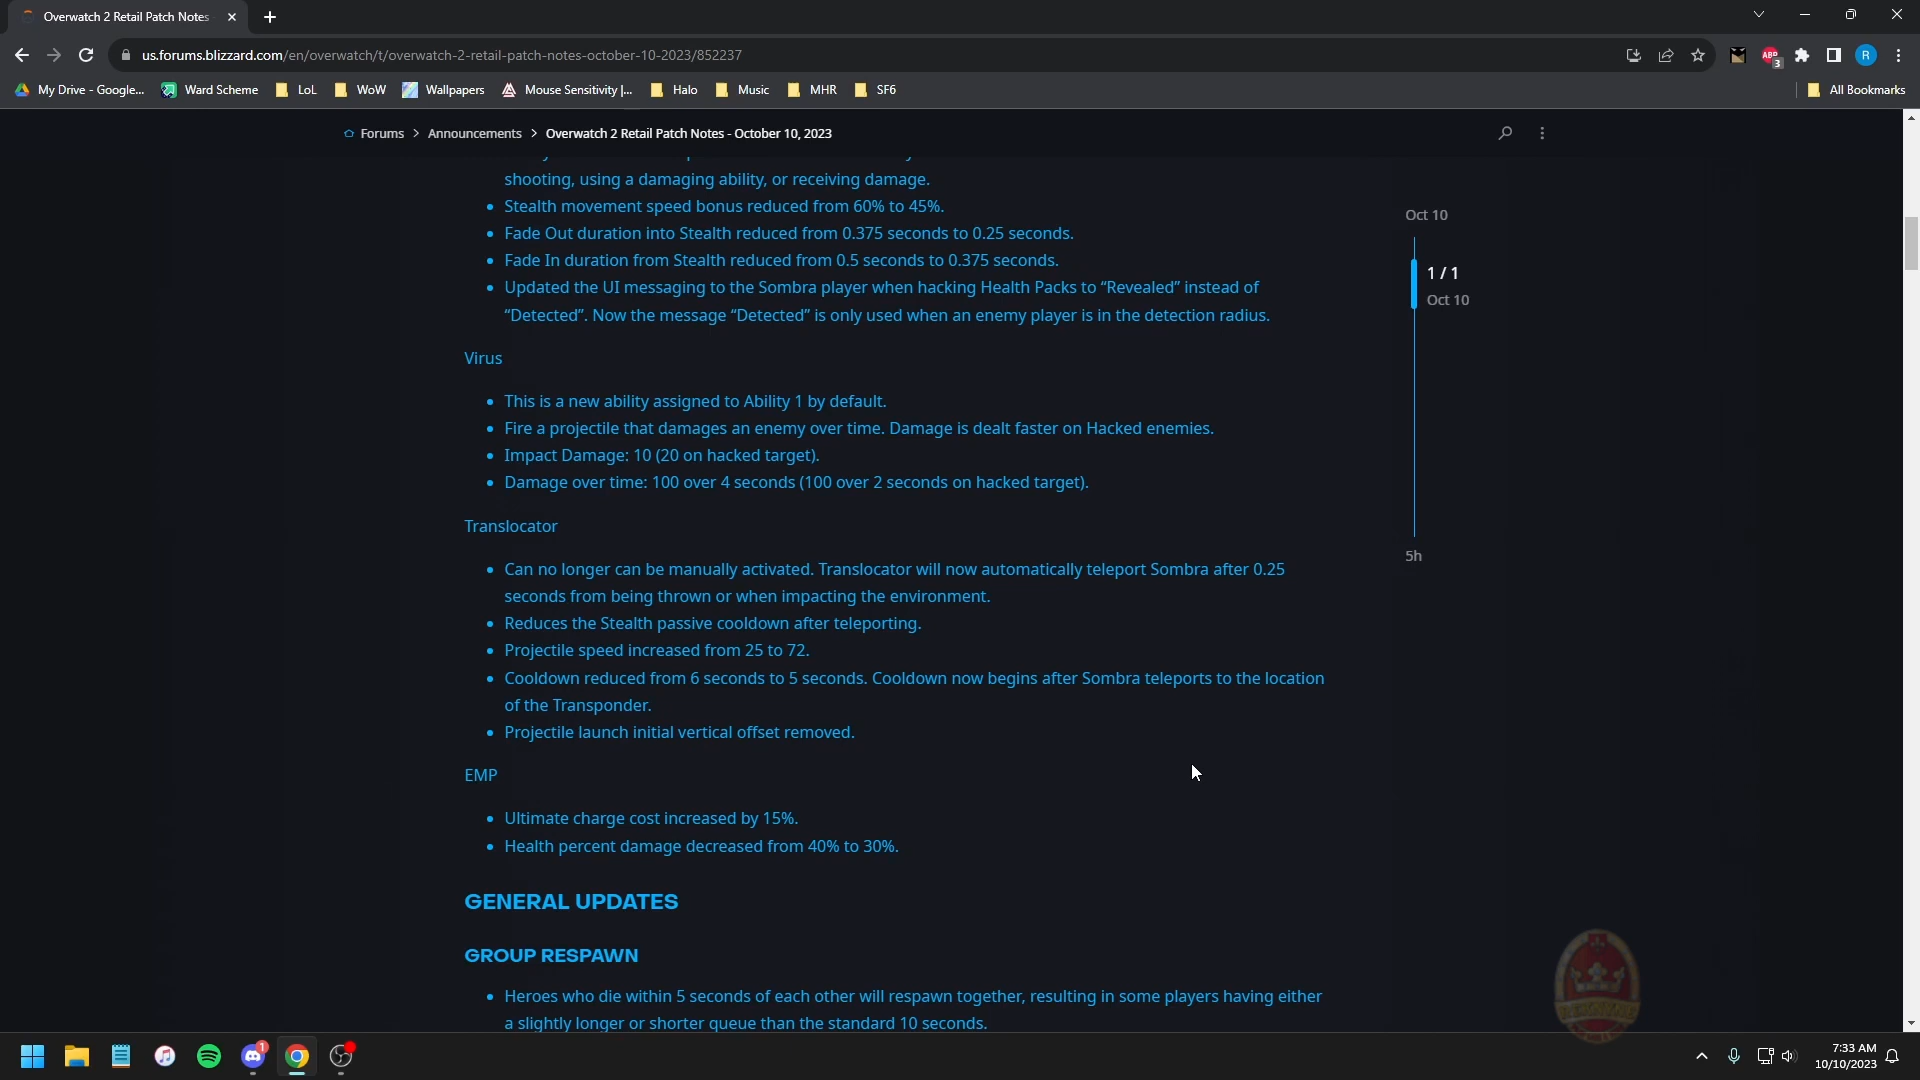 Overwatch 2 Retail Patch Notes
us.forums.blizzard.com/en/overwatch/t/overwatch-2-retail-patch-notes-october-10-2023/852237
ABP 3
R
My Drive - Google...
Ward Scheme
LoL
WoW
Wallpapers
Mouse Sensitivity |...
Halo
Music
MHR
SF6
All Bookmarks
Forums > Announcements > Overwatch 2 Retail Patch Notes - October 10, 2023
shooting, using a damaging ability, or receiving damage.
• Stealth movement speed bonus reduced from 60% to 45%.
• Fade Out duration into Stealth reduced from 0.375 seconds to 0.25 seconds.
• Fade In duration from Stealth reduced from 0.5 seconds to 0.375 seconds.
• Updated the UI messaging to the Sombra player when hacking Health Packs to “Revealed” instead of
“Detected”. Now the message “Detected” is only used when an enemy player is in the detection radius.
Virus
• This is a new ability assigned to Ability 1 by default.
• Fire a projectile that damages an enemy over time. Damage is dealt faster on Hacked enemies.
• Impact Damage: 10 (20 on hacked target).
• Damage over time: 100 over 4 seconds (100 over 2 seconds on hacked target).
Translocator
• Can no longer can be manually activated. Translocator will now automatically teleport Sombra after 0.25
seconds from being thrown or when impacting the environment.
• Reduces the Stealth passive cooldown after teleporting.
• Projectile speed increased from 25 to 72.
• Cooldown reduced from 6 seconds to 5 seconds. Cooldown now begins after Sombra teleports to the location
of the Transponder.
• Projectile launch initial vertical offset removed.
EMP
• Ultimate charge cost increased by 15%.
• Health percent damage decreased from 40% to 30%.
GENERAL UPDATES
GROUP RESPAWN
• Heroes who die within 5 seconds of each other will respawn together, resulting in some players having either
a slightly longer or shorter queue than the standard 10 seconds.
Oct 10
1 / 1
Oct 10
5h
1
7:33 AM
10/10/2023